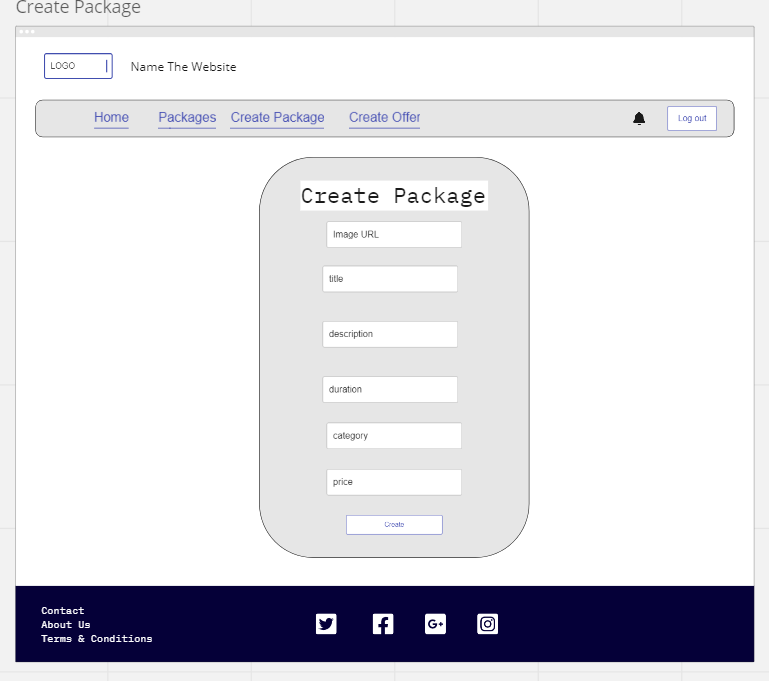 Create Package
LOGO
Name The Website
Home Packages Create Package Create Offer Log out
Create Package
Image URL
title
description
duration
category
price
Create
Contact
About Us
Terms & Conditions
G+